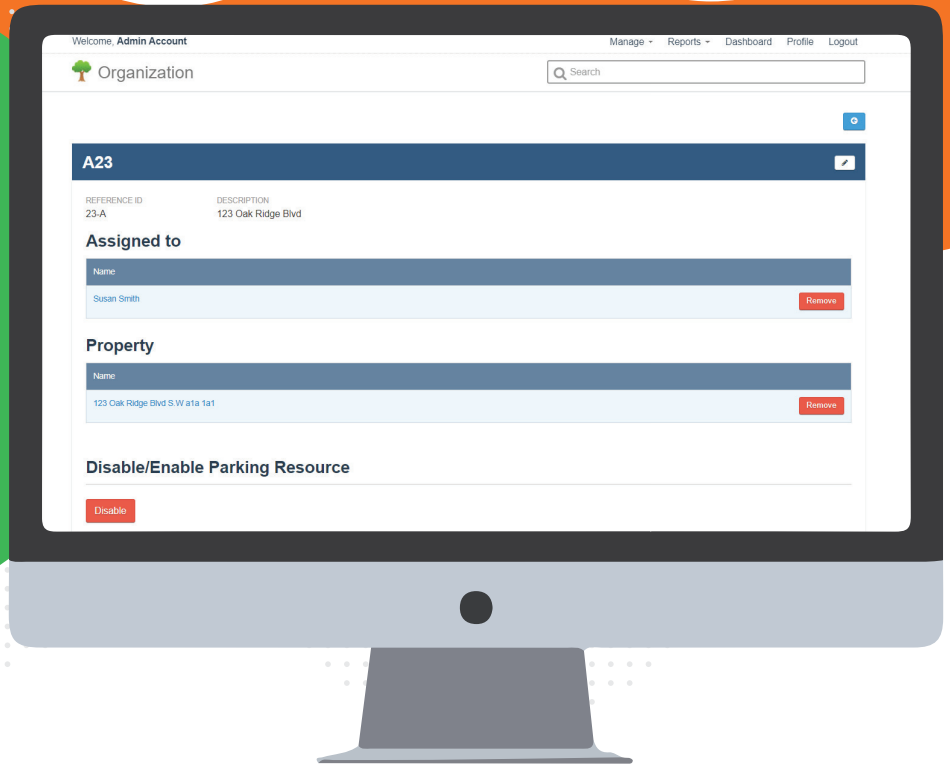 Welcome, Admin Account
Manage Reports Dashboard Profile Logout
Organization
Search
A23
REFERENCE ID DESCRIPTION
23-A 123 Oak Ridge Blvd
Assigned to
Name
Susan Smith Remove
Property
Name
123 Oak Ridge Blvd S.W a1a 1a1 Remove
Disable/Enable Parking Resource
Disable